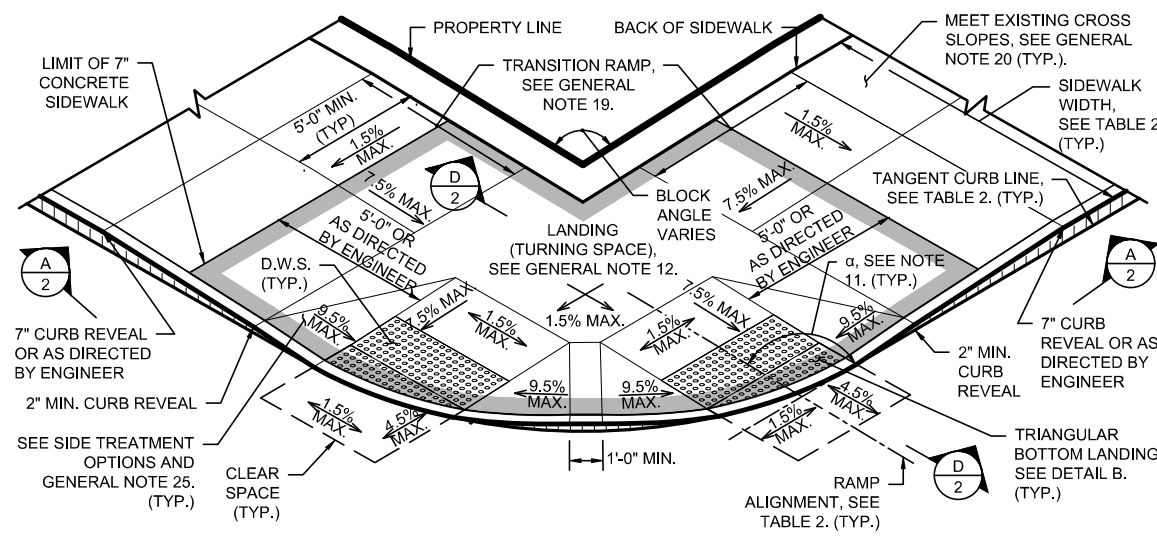 PROPERTY LINE
BACK OF SIDEWALK
MEET EXISTING CROSS
SLOPES, SEE GENERAL
NOTE 20 (TYP.).
LIMIT OF 7"
CONCRETE
SIDEWALK
TRANSITION RAMP,
SEE GENERAL
NOTE 19.
SIDEWALK
WIDTH,
SEE TABLE 2
(TYP.)
5'-0" MIN.
(TYP)
1.5%
MAX.
1.5%
MAX.
TANGENT CURB LINE,
SEE TABLE 2. (TYP.)
D
2
7.5% MAX.
7.5% MAX.
BLOCK
ANGLE
VARIES
5'-0" OR
AS DIRECTED
BY ENGINEER
LANDING
(TURNING SPACE),
SEE GENERAL NOTE 12.
5'-0" OR
AS DIRECTED
BY ENGINEER
α, SEE NOTE
11. (TYP.)
A
2
A
2
D.W.S.
(TYP.)
9.5%
MAX.
.5% MAX
1.5%
MAX.
1.5% MAX.
.5% MAX.
1.5%
MAX.
9.5%
MAX.
7" CURB REVEAL
OR AS DIRECTED
BY ENGINEER
7" CURB
REVEAL OR AS
DIRECTED BY
ENGINEER
2" MIN.
CURB
REVEAL
2" MIN. CURB REVEAL
9.5%
MAX.
9.5%
MAX.
1.5%
MAX.
4.5%
MAX.
1.5%
MAX.
4.5%
MAX.
SEE SIDE TREATMENT
OPTIONS AND
GENERAL NOTE 25.
(TYP.)
CLEAR
SPACE
(TYP.)
1'-0" MIN.
RAMP
ALIGNMENT, SEE
TABLE 2. (TYP.)
D
2
TRIANGULAR
BOTTOM LANDING
SEE DETAIL B.
(TYP.)